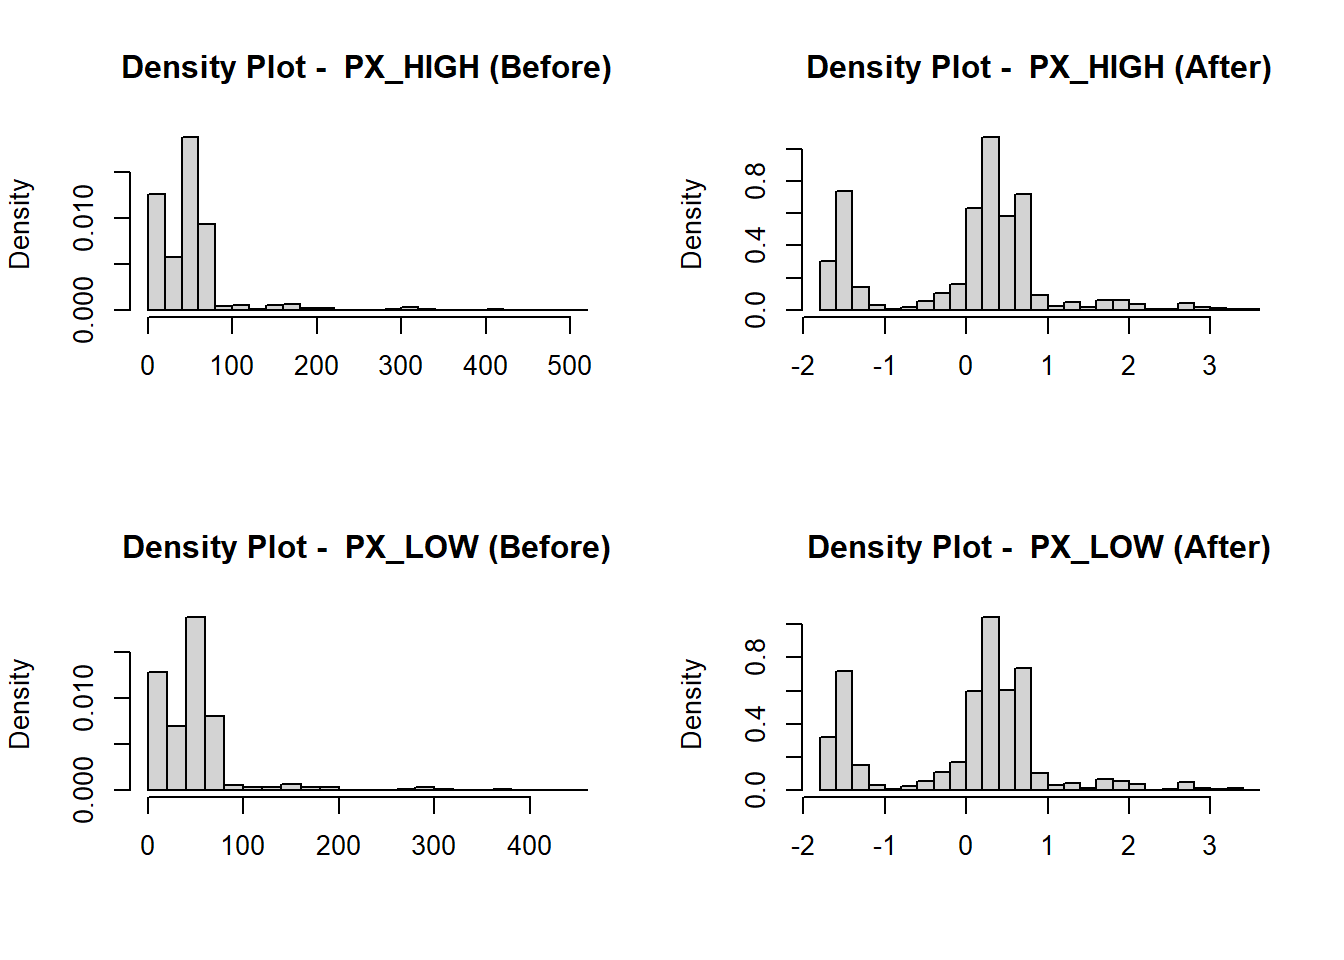 Density Plot -  PX_HIGH (Before)
Density
0.000 0.010
0 100 200 300 400 500
Density Plot -  PX_HIGH (After)
Density
0.0 0.4 0.8
-2 -1 0 1 2 3
Density Plot -  PX_LOW (Before)
Density
0.000 0.010
0 100 200 300 400
Density Plot -  PX_LOW (After)
Density
0.0 0.4 0.8
-2 -1 0 1 2 3